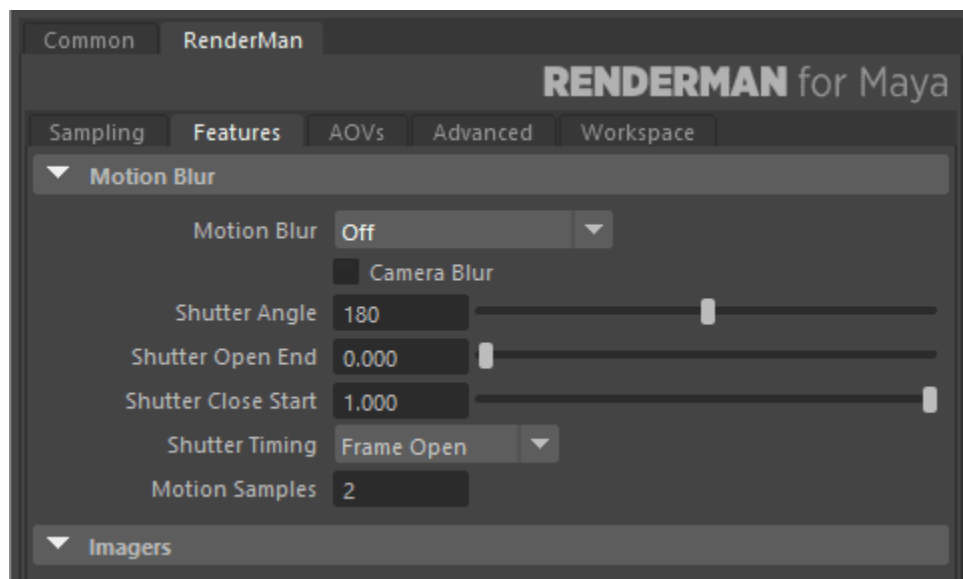 Common RenderMan
RENDERMAN for Maya
Sampling Features AOVs Advanced Workspace
Motion Blur
Motion Blur Off
Camera Blur
Shutter Angle 180
Shutter Open End 0.000
Shutter Close Start 1.000
Shutter Timing Frame Open
Motion Samples 2
Imagers